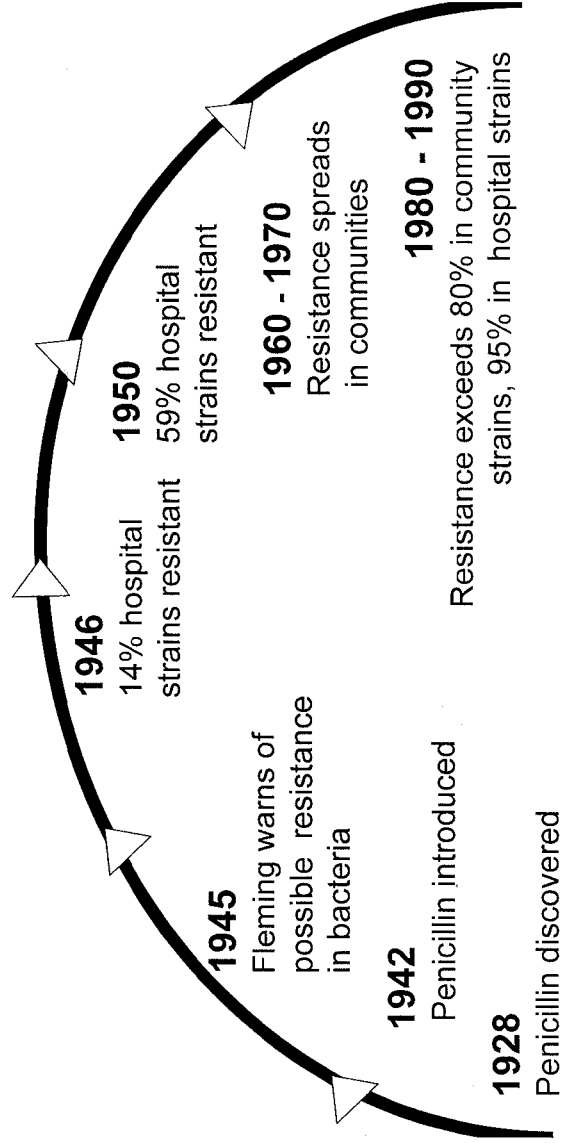 1928
Penicillin discovered
1942
Penicillin introduced
1945
Fleming warns of
possible resistance
in bacteria
1946
14% hospital
strains resistant
1950
59% hospital
strains resistant
1960 - 1970
Resistance spreads
in communities
1980 - 1990
Resistance exceeds 80% in community
strains, 95% in hospital strains